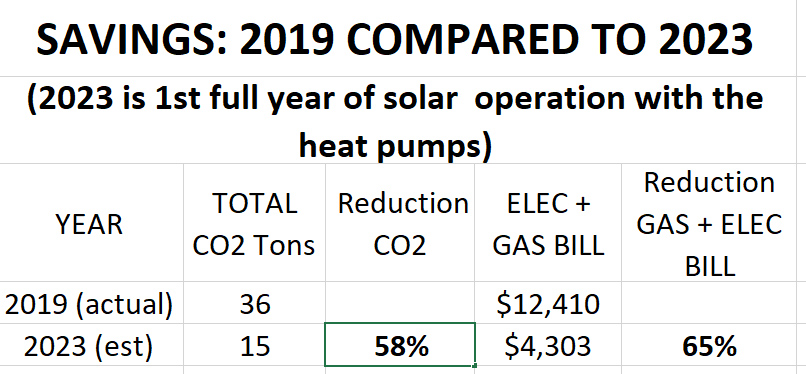 SAVINGS: 2019 COMPARED TO 2023
(2023 is 1st full year of solar operation with the
heat pumps)
YEAR
TOTAL
CO2 Tons
Reduction
CO2
ELEC +
GAS BILL
Reduction
GAS + ELEC
BILL
2019 (actual) 36 $12,410
2023 (est) 15 58% $4,303 65%